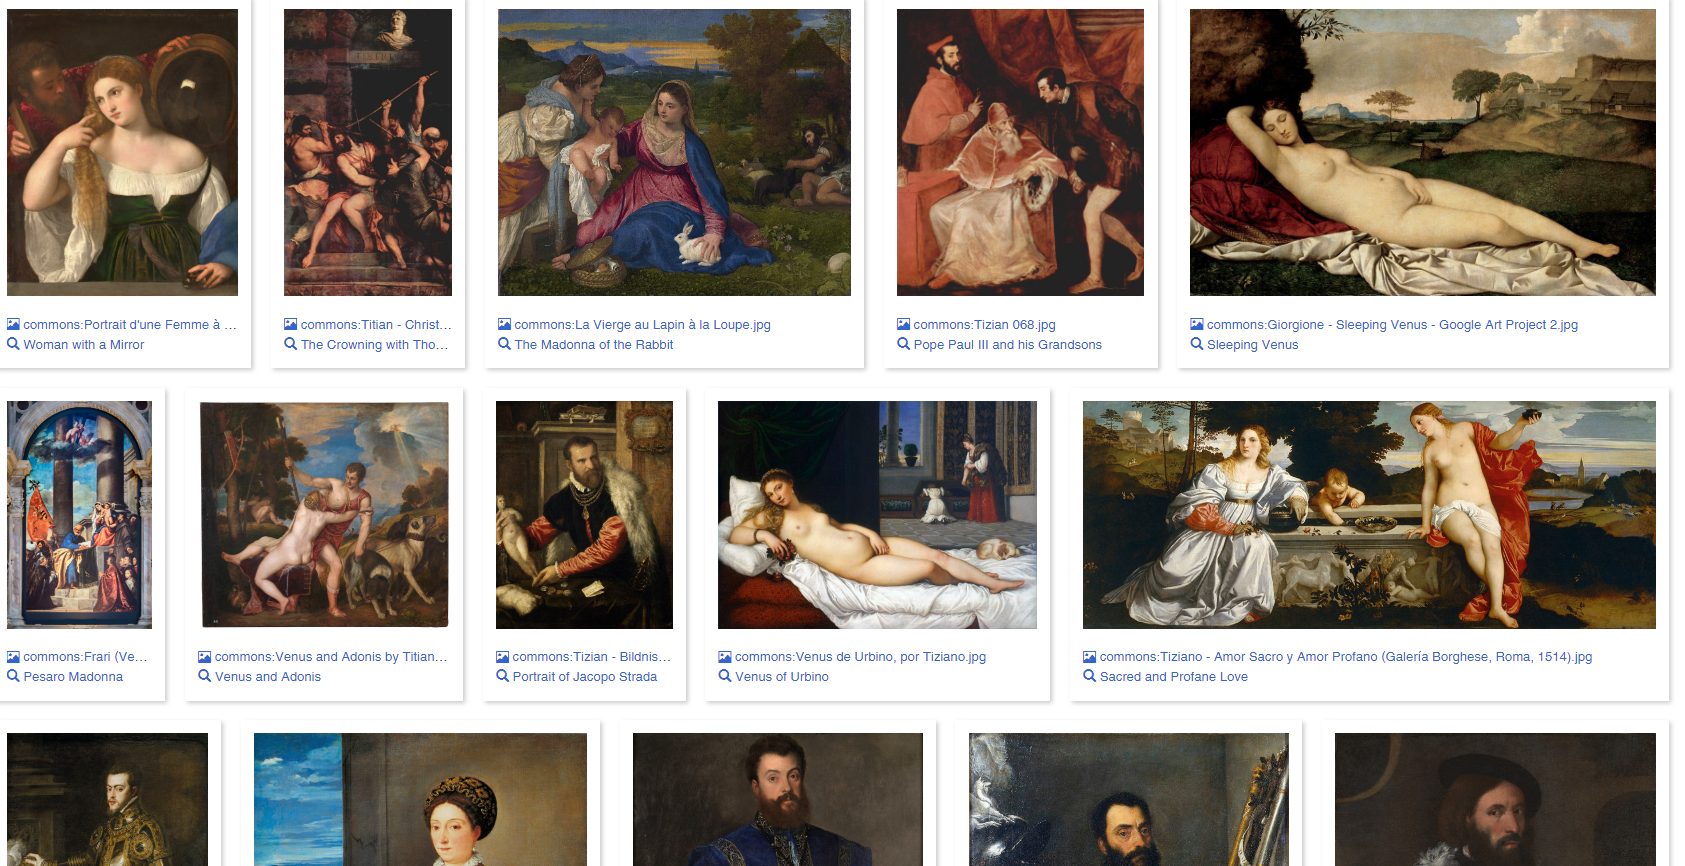 commons:Portrait d'une Femme à ...
Woman with a Mirror
commons:Titian - Christ...
The Crowning with Tho...
commons:La Vierge au Lapin à la Loupe.jpg
The Madonna of the Rabbit
commons:Tizian 068.jpg
Pope Paul III and his Grandsons
commons:Giorgione - Sleeping Venus - Google Art Project 2.jpg
Sleeping Venus
commons:Frari (Ve...
Pesaro Madonna
commons:Venus and Adonis by Titian...
Venus and Adonis
commons:Tizian - Bildnis...
Portrait of Jacopo Strada
commons:Venus de Urbino, por Tiziano.jpg
Venus of Urbino
commons:Tiziano - Amor Sacro y Amor Profano (Galería Borghese, Roma, 1514).jpg
Sacred and Profane Love